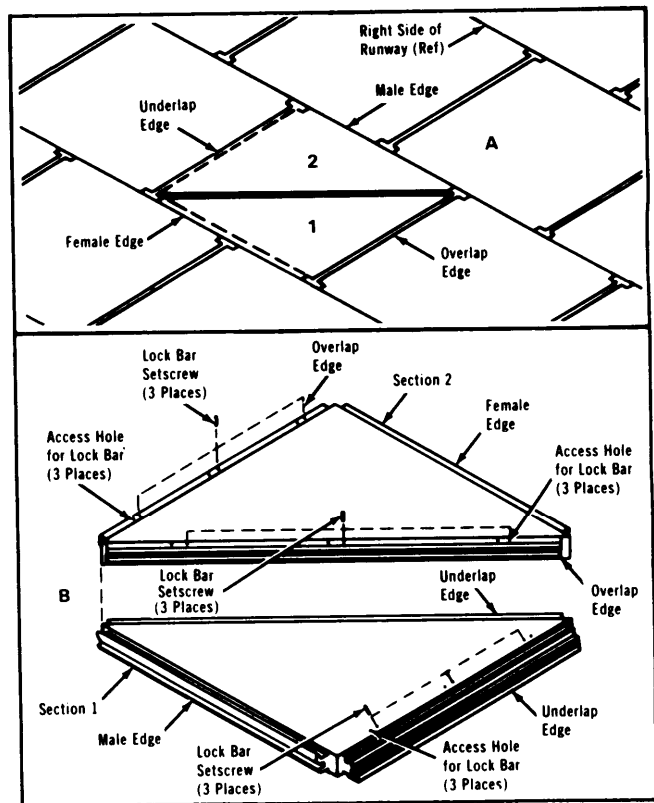 Right Side of
Runway (Ref)
Male Edge
Underlap
Edge
A
2
1
Female Edge
Overlap
Edge
Lock Bar
Setscrew
(3 Places)
Overlap
Edge
Section 2
Female
Edge
Access Hole
for Lock Bar
(3 Places)
Access Hole
for Lock Bar
(3 Places)
Lock Bar
Setscrew
(3 Places)
B
Underlap
Edge
Overlap
Edge
Section 1
Male Edge
Underlap
Edge
Lock Bar
Setscrew
(3 Places)
Access Hole
for Lock Bar
(3 Places)